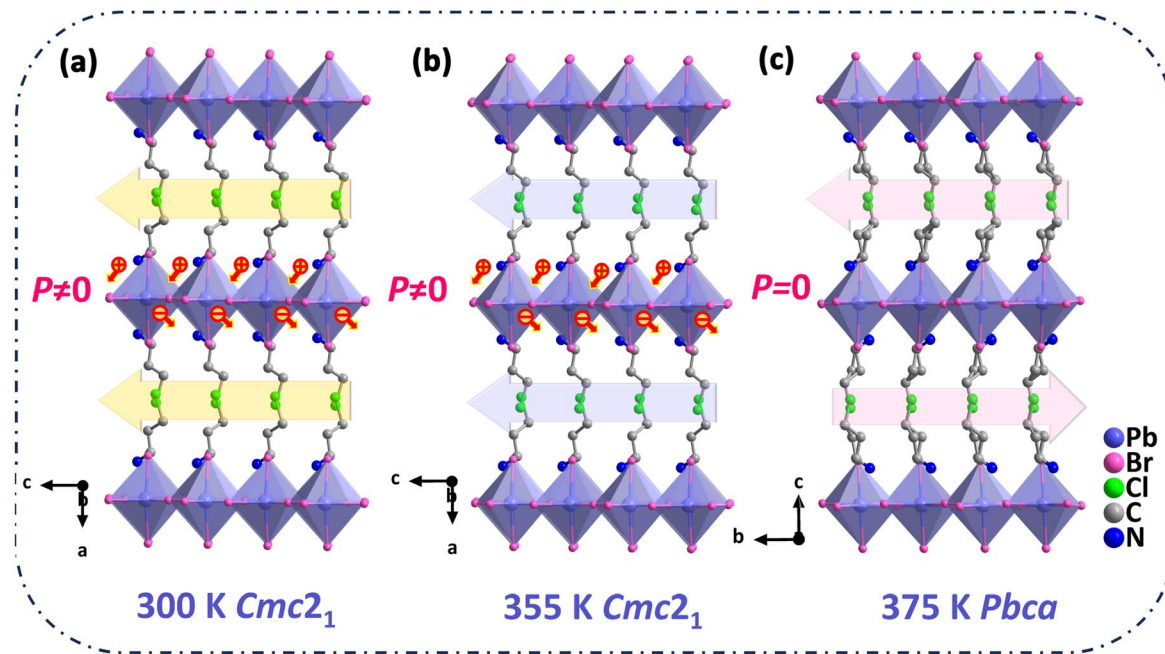 (a)
(b)
(c)
P≠0
P≠0
P=0
⊕ ⊕ ⊕ ⊕
⊖ ⊖ ⊖ ⊖
⊕ ⊕ ⊕ ⊕
⊖ ⊖ ⊖ ⊖
c
b
a
c
b
a
c
b
Pb
Br
Cl
C
N
300 K Cmc2₁
355 K Cmc2₁
375 K Pbca